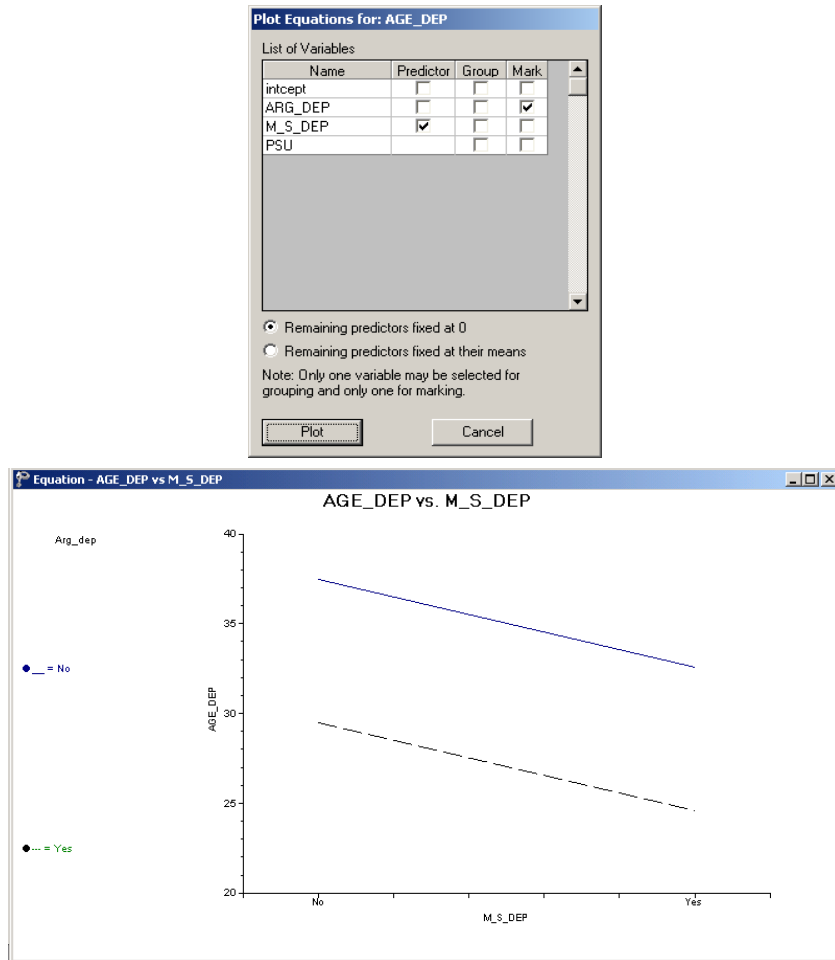 Plot Equations for: AGE_DEP
List of Variables
Name Predictor Group Mark
intcept
ARG_DEP
M_S_DEP
PSU
Remaining predictors fixed at 0
Remaining predictors fixed at their means
Note: Only one variable may be selected for
grouping and only one for marking.
Plot Cancel
Equation - AGE_DEP vs M_S_DEP
AGE_DEP vs. M_S_DEP
Arg_dep
__ = No
--- = Yes
40
35
30
25
20
AGE_DEP
No Yes
M_S_DEP